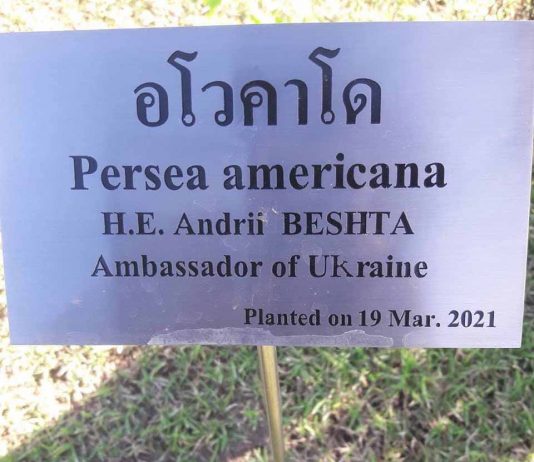 อโวคาโด
Persea americana
H.E. Andrii BESHTA
Ambassador of Ukraine
Planted on 19 Mar. 2021